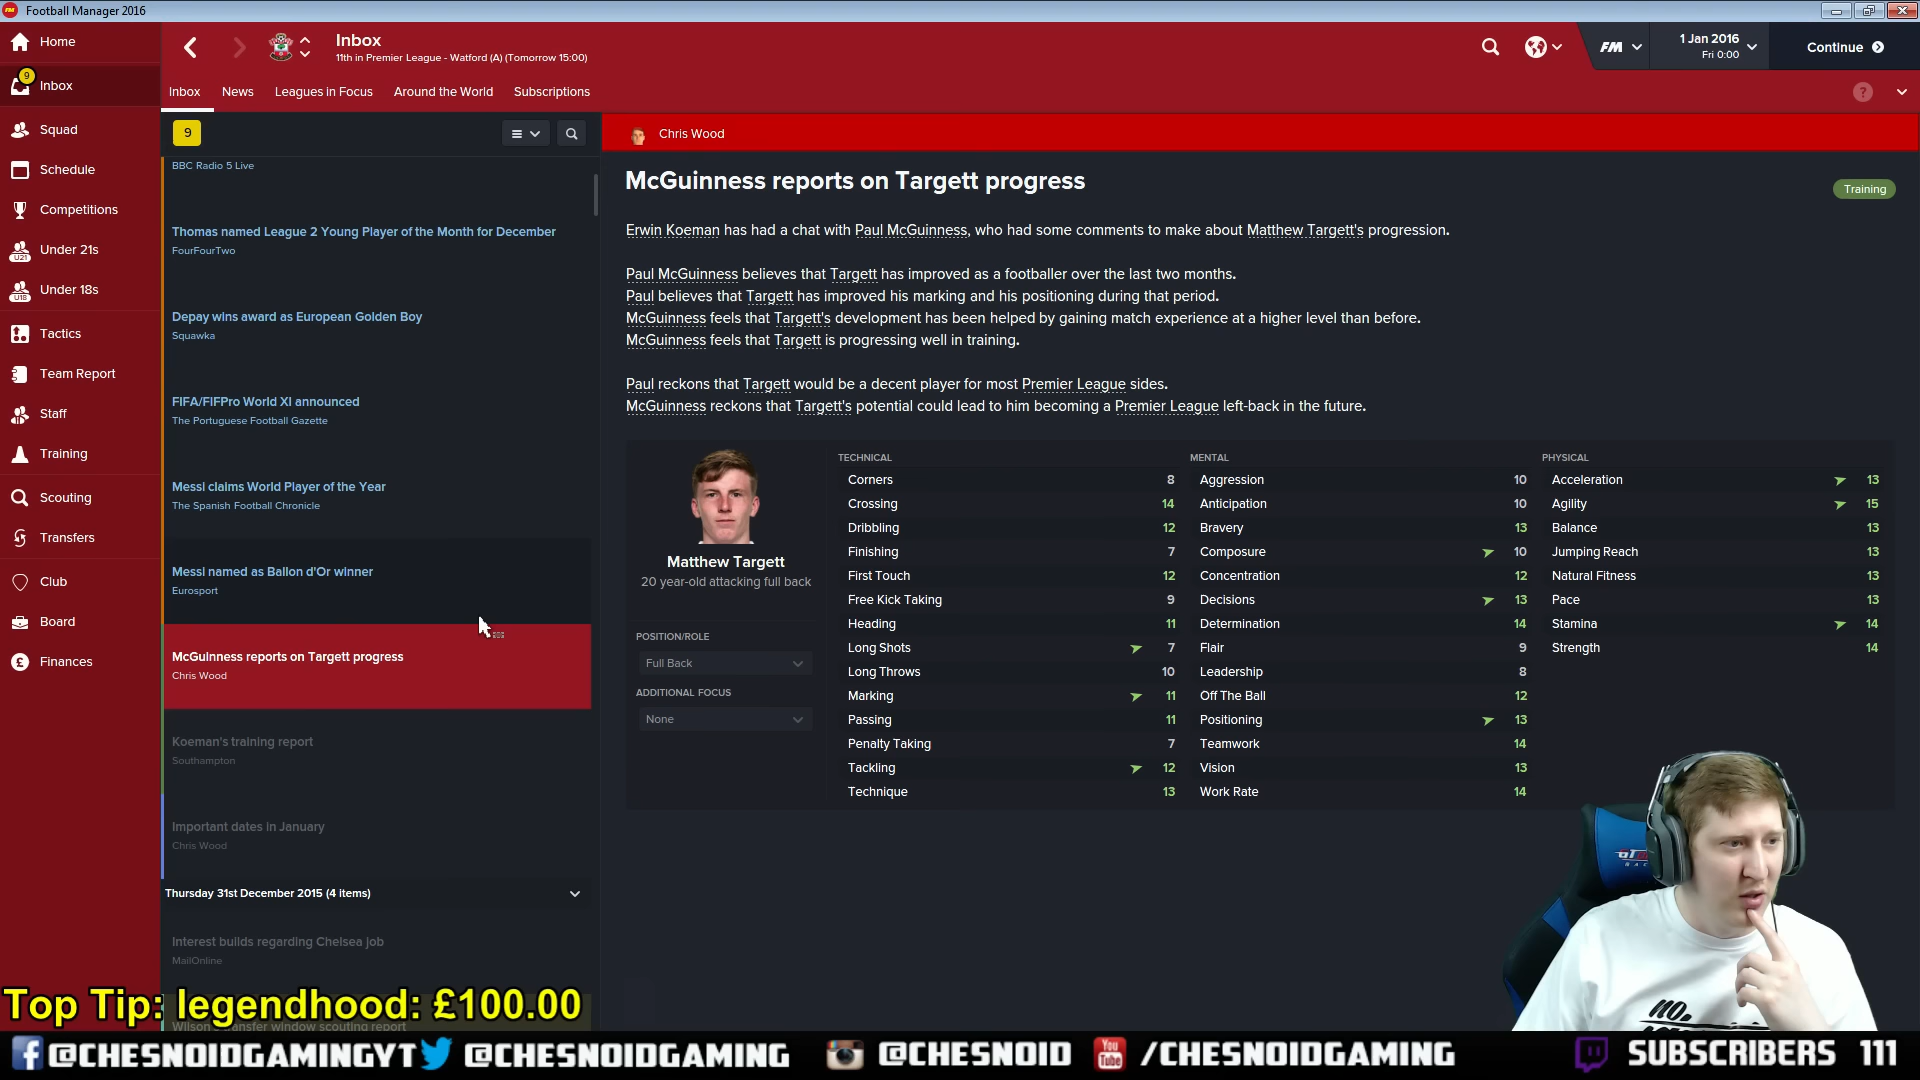 Football Manager 2016
Home
9
Inbox
Squad
Schedule
Competitions
U21
Under 21s
U18
Under 18s
Tactics
Team Report
Staff
Training
Scouting
Transfers
Club
Board
Finances
Inbox
11th in Premier League - Watford (A) (Tomorrow 15:00)
FM
1 Jan 2016
Fri 0:00
Continue
Inbox
News
Leagues in Focus
Around the World
Subscriptions
?
9
BBC Radio 5 Live
Thomas named League 2 Young Player of the Month for December
FourFourTwo
Depay wins award as European Golden Boy
Squawka
FIFA/FIFPro World XI announced
The Portuguese Football Gazette
Messi claims World Player of the Year
The Spanish Football Chronicle
Messi named as Ballon d'Or winner
Eurosport
McGuinness reports on Targett progress
Chris Wood
Koeman's training report
Southampton
Important dates in January
Chris Wood
Thursday 31st December 2015 (4 items)
Interest builds regarding Chelsea job
MailOnline
Chris Wood
McGuinness reports on Targett progress
Training
Erwin Koeman has had a chat with Paul McGuinness, who had some comments to make about Matthew Targett's progression.
Paul McGuinness believes that Targett has improved as a footballer over the last two months.
Paul believes that Targett has improved his marking and his positioning during that period.
McGuinness feels that Targett's development has been helped by gaining match experience at a higher level than before.
McGuinness feels that Targett is progressing well in training.
Paul reckons that Targett would be a decent player for most Premier League sides.
McGuinness reckons that Targett's potential could lead to him becoming a Premier League left-back in the future.
Matthew Targett
20 year-old attacking full back
POSITION/ROLE
Full Back
ADDITIONAL FOCUS
None
TECHNICAL
Corners 8
Crossing 14
Dribbling 12
Finishing 7
First Touch 12
Free Kick Taking 9
Heading 11
Long Shots 7
Long Throws 10
Marking 11
Passing 11
Penalty Taking 7
Tackling 12
Technique 13
MENTAL
Aggression 10
Anticipation 10
Bravery 13
Composure 10
Concentration 12
Decisions 13
Determination 14
Flair 9
Leadership 8
Off The Ball 12
Positioning 13
Teamwork 14
Vision 13
Work Rate 14
PHYSICAL
Acceleration 13
Agility 15
Balance 13
Jumping Reach 13
Natural Fitness 13
Pace 13
Stamina 14
Strength 14
NO,
Top Tip: legendhood: £100.00
@CHESNOIDGAMINGYT
@CHESNOIDGAMING
@CHESNOID
You Tube
/CHESNOIDGAMING
SUBSCRIBERS 111